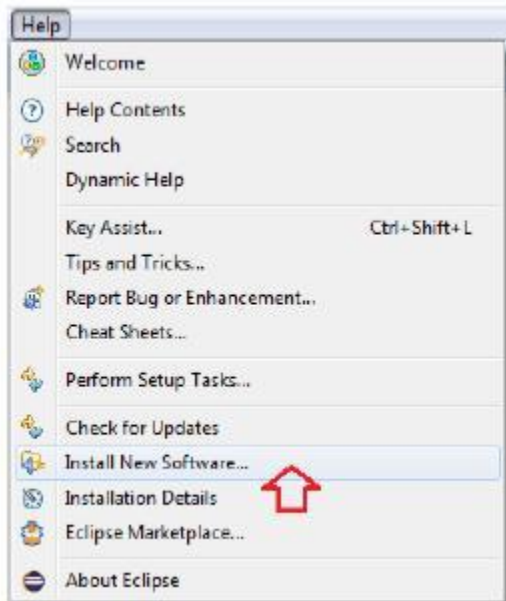 Help
Welcome
Help Contents
Search
Dynamic Help
Key Assist... Ctrl+Shift+L
Tips and Tricks...
Report Bug or Enhancement...
Cheat Sheets...
Perform Setup Tasks...
Check for Updates
Install New Software...
Installation Details
Eclipse Marketplace...
About Eclipse